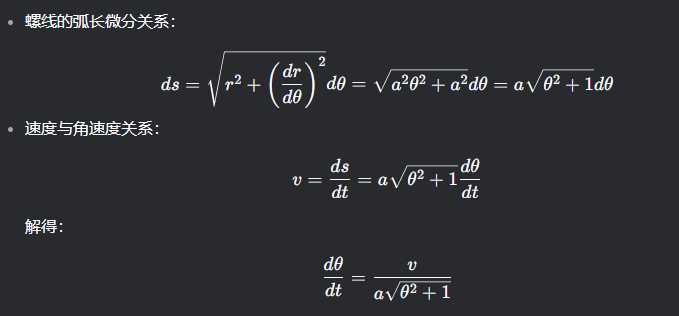 • 螺线的弧长微分关系：
ds = √(r² + (dr/dθ)²) dθ = √(a²θ² + a²)dθ = a√(θ² + 1)dθ
• 速度与角速度关系：
v = ds/dt = a√(θ² + 1) dθ/dt
解得：
dθ/dt = v/(a√(θ² + 1))